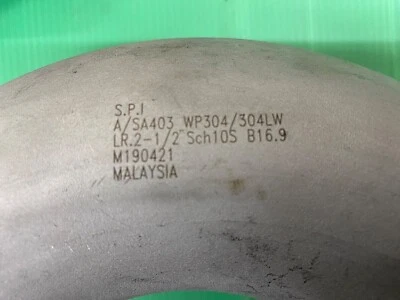 S.P.I
A/SA403 WP304/304LW
LR.2-1/2 Sch10S B16.9
M190421
MALAYSIA